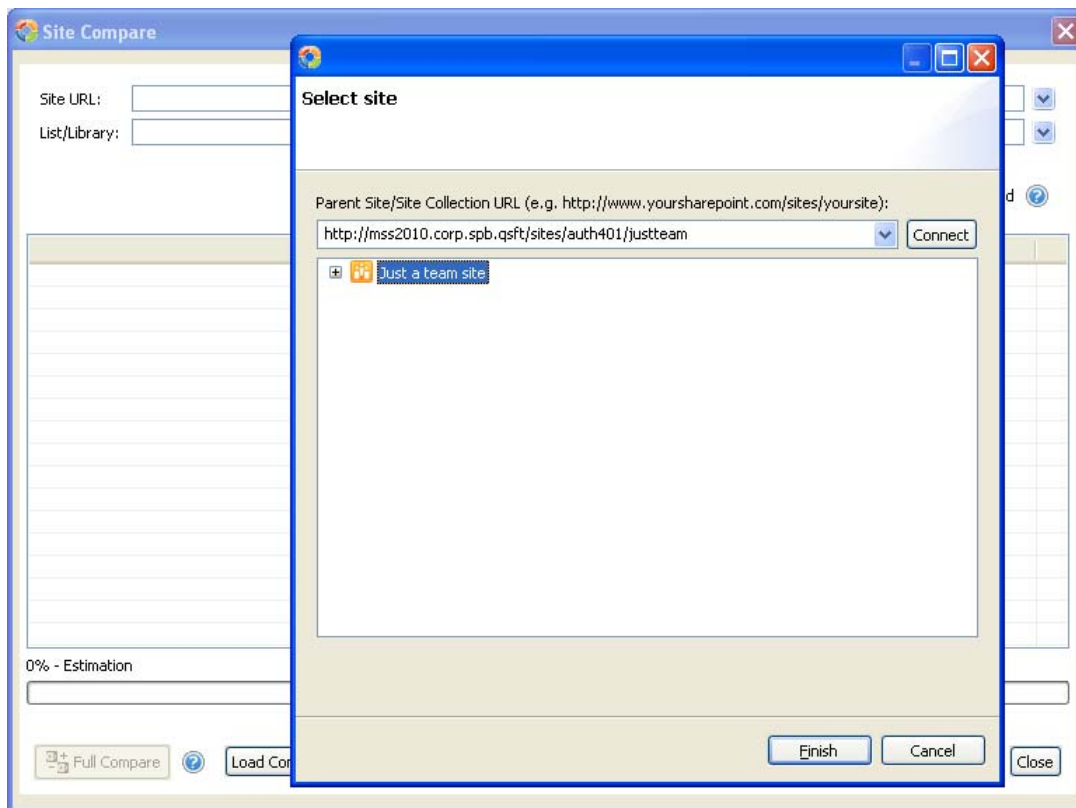 Site Compare
Select site
Site URL:
List/Library:
Parent Site/Site Collection URL (e.g. http://www.yoursharepoint.com/sites/yoursite):
http://mss2010.corp.spb.qsft/sites/auth401/justteam
Connect
Just a team site
0% - Estimation
Finish
Cancel
Full Compare
Load Co
Close